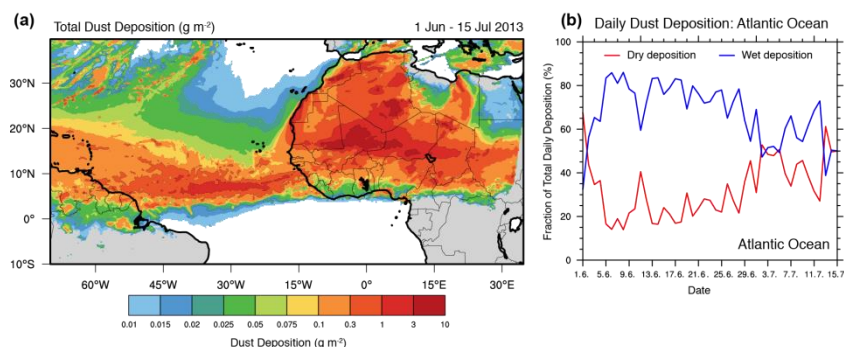 (a)
Total Dust Deposition (g m-2)
1 Jun - 15 Jul 2013
30°N
20°N
10°N
0°
10°S
60°W
45°W
30°W
15°W
0°
15°E
30°E
0.01
0.015
0.02
0.025
0.05
0.075
0.1
0.3
1
3
10
Dust Deposition (g m-2)
(b)
Daily Dust Deposition: Atlantic Ocean
Dry deposition
Wet deposition
Fraction of Total Daily Deposition (%)
100
80
60
40
20
0
Atlantic Ocean
1.6.
5.6.
9.6.
13.6.
17.6.
21.6.
25.6.
29.6.
3.7.
7.7.
11.7.
15.7
Date